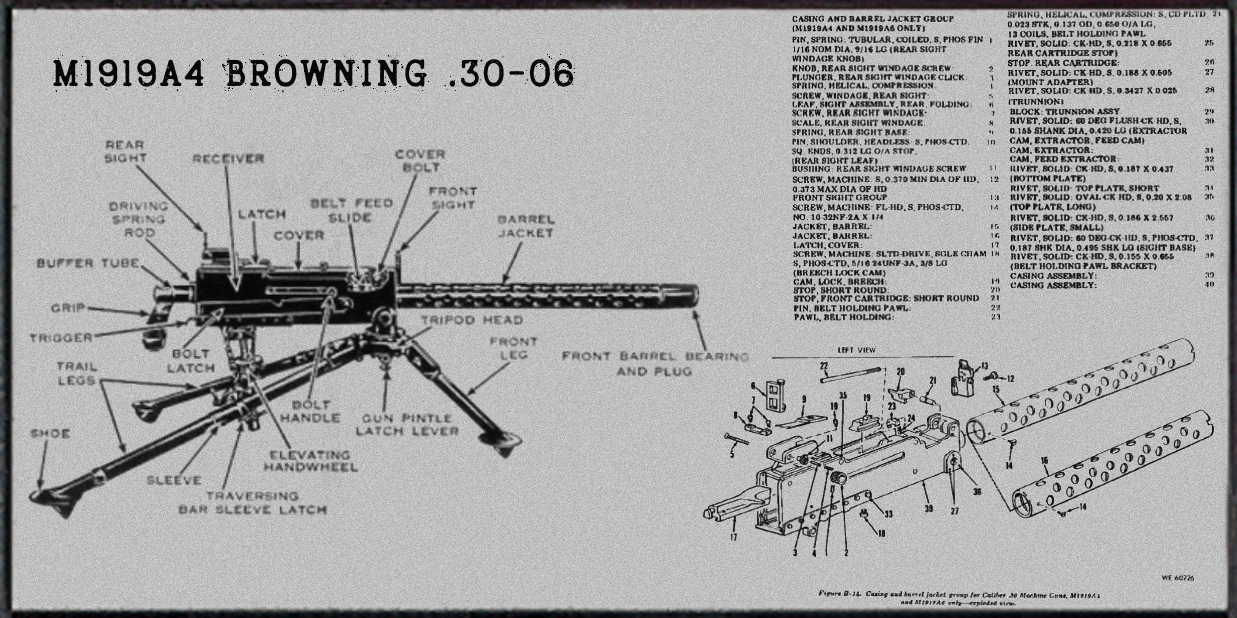 M1919A4 BROWNING .30-06
REAR
SIGHT
RECEIVER
COVER
BOLT
FRONT
SIGHT
DRIVING
SPRING
ROD
LATCH
BELT FEED
SLIDE
COVER
BARREL
JACKET
BUFFER TUBE
GRIP
TRIGGER
TRAIL
LEGS
BOLT
LATCH
TRIPOD HEAD
FRONT
LEG
FRONT BARREL BEARING
AND PLUG
BOLT
HANDLE
GUN PINTLE
LATCH LEVER
SHOE
ELEVATING
HANDWHEEL
SLEEVE
TRAVERSING
BAR SLEEVE LATCH
CASING AND BARREL JACKET GROUP
(M1919A4 AND M1919A6 ONLY)
PIN, SPRING: TUBULAR, COILED, S, PHOS FIN 1
1/16 NOM DIA, 9/16 LG (REAR SIGHT
WINDAGE KNOB)
KNOB, REAR SIGHT WINDAGE SCREW 2
PLUNGER, REAR SIGHT WINDAGE CLICK: 3
SPRING, HELICAL, COMPRESSION: 4
SCREW, WINDAGE, REAR SIGHT: 5
LEAF, SIGHT ASSEMBLY, REAR, FOLDING: 6
SCREW, REAR SIGHT WINDAGE: 7
SCALE, REAR SIGHT WINDAGE: 8
SPRING, REAR SIGHT BASE: 9
PIN, SHOULDER, HEADLESS: S, PHOS-CTD, 10
SQ. ENDS, 0.312 LG O/A STOP,
(REAR SIGHT LEAF)
BUSHING: REAR SIGHT WINDAGE SCREW 11
SCREW, MACHINE: S, 0.370 MIN DIA OF HD, 12
0.373 MAX DIA OF HD
FRONT SIGHT GROUP 13
SCREW, MACHINE: FL-HD, S, PHOS-CTD, 14
NO. 10-32NF-2A X 1/4
JACKET, BARREL: 15
JACKET, BARREL: 16
LATCH, COVER: 17
SCREW, MACHINE: SLTD-DRIVE, SGLE CHAM 18
S, PHOS-CTD, 5/16 24UNF-3A, 3/8 LG
(BREECH LOCK CAM)
CAM, LOCK, BREECH: 19
STOP, SHORT ROUND: 20
STOP, FRONT CARTRIDGE: SHORT ROUND 21
PIN, BELT HOLDING PAWL: 22
PAWL, BELT HOLDING: 23
SPRING, HELICAL, COMPRESSION: S, CD PLTD,
0.023 STK, 0.137 OD, 0.650 O/A LG,
13 COILS, BELT HOLDING PAWL
RIVET, SOLID: CK-HD, S, 0.218 X 0.656 25
REAR CARTRIDGE STOP)
STOP. REAR CARTRIDGE: 26
RIVET, SOLID: CK-HD, S, 0.188 X 0.505 27
(MOUNT ADAPTER)
RIVET, SOLID: CK HD, S, 0.3427 X 0.025 28
(TRUNNION)
BLOCK: TRUNNION ASSY 29
RIVET, SOLID: 60 DEG FLUSH CK-HD, S, 30
0.155 SHANK DIA, 0.420 LG (EXTRACTOR
CAM, EXTRACTOR, FEED CAM)
CAM, EXTRACTOR: 31
CAM, FEED EXTRACTOR: 32
RIVET, SOLID: CK-HD, S, 0.187 X 0.437 33
(BOTTOM PLATE)
RIVET, SOLID: TOP PLATE, SHORT 34
RIVET, SOLID: OVAL CK HD, S, 0.20 X 2.08 35
(TOP PLATE, LONG)
RIVET, SOLID: CK-HD, S, 0.186 X 2.557 36
(SIDE PLATE, SMALL)
RIVET, SOLID: 60 DEG-CK-HD, S, PHOS-CTD, 37
0.187 SHK DIA, 0.495 SHK LG (SIGHT BASE)
RIVET, SOLID: CK-HD, S, 0.155 X 0.656 38
(BELT HOLDING PAWL BRACKET)
CASING ASSEMBLY: 39
CASING ASSEMBLY: 40
LEFT VIEW
22
20
13
6
21
12
7
9
10
35
19
15
8
23
24
5
11
14
16
36
14
33
39
27
17
18
3
4
1
2
WE 60226
Figure B-14. Casing and barrel jacket group for Caliber .30 Machine Guns, M1919A4
and M1919A6 only—exploded view.